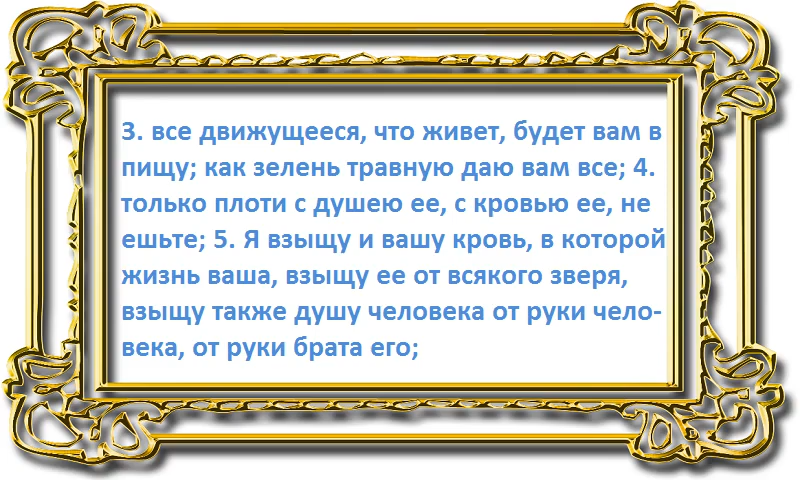 3. все движущееся, что живет, будет вам в
пищу; как зелень травную даю вам все; 4.
только плоти с душею ее, с кровью ее, не
ешьте; 5. Я взыщу и вашу кровь, в которой
жизнь ваша, взыщу ее от всякого зверя,
взыщу также душу человека от руки чело-
века, от руки брата его;